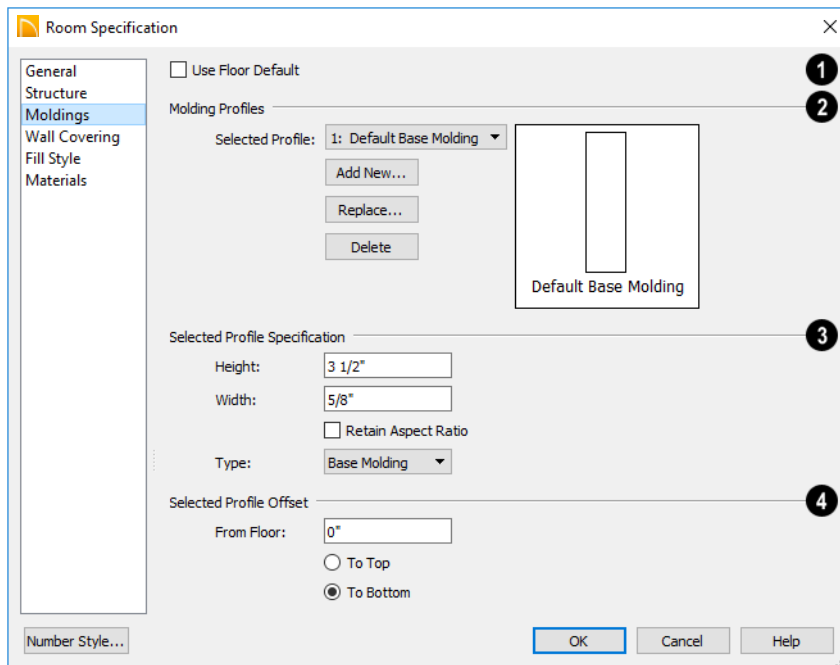 Room Specification
General
Structure
Moldings
Wall Covering
Fill Style
Materials
Use Floor Default
1
Molding Profiles
2
Selected Profile: 1: Default Base Molding
Add New...
Replace...
Delete
Default Base Molding
Selected Profile Specification
3
Height: 3 1/2"
Width: 5/8"
Retain Aspect Ratio
Type: Base Molding
Selected Profile Offset
4
From Floor: 0"
To Top
To Bottom
Number Style... OK Cancel Help